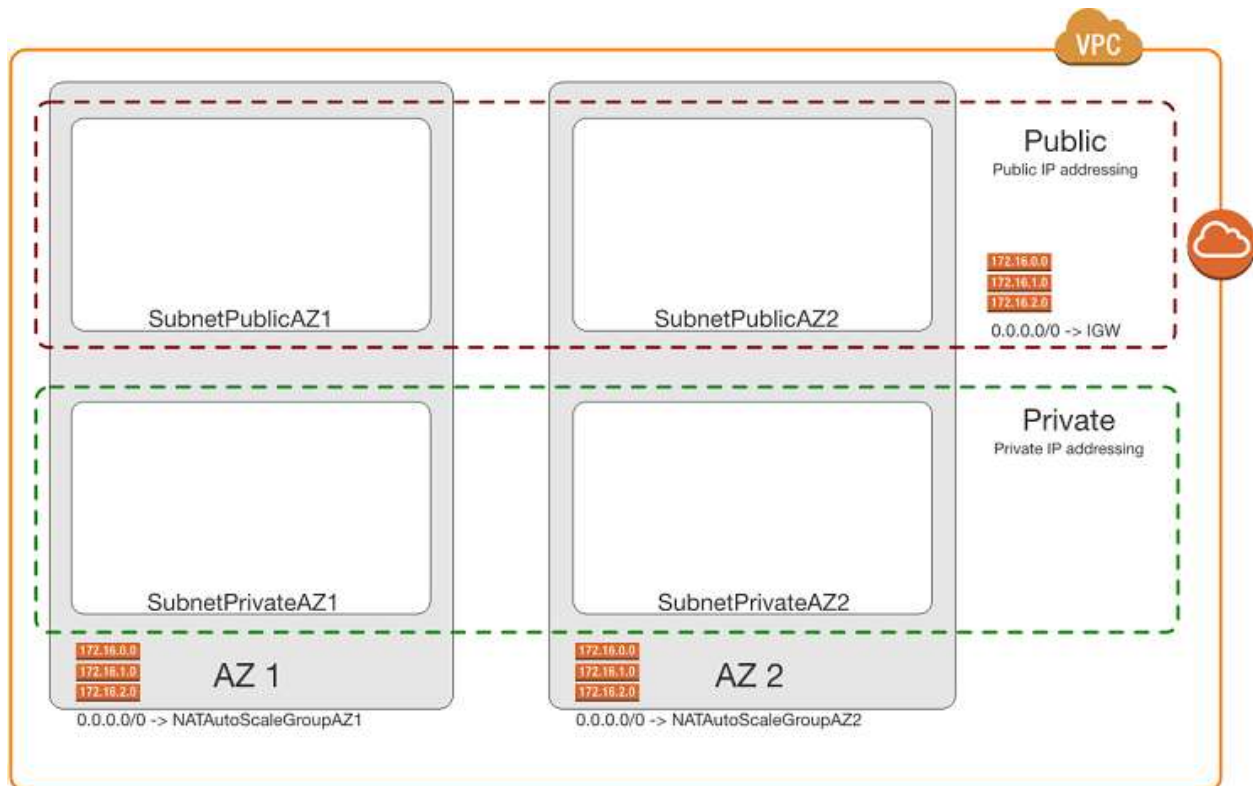 VPC
Public
Public IP addressing
172.16.0.0
172.16.1.0
172.16.2.0
0.0.0.0/0 -> IGW
SubnetPublicAZ1
SubnetPublicAZ2
Private
Private IP addressing
SubnetPrivateAZ1
SubnetPrivateAZ2
172.16.0.0
172.16.1.0
172.16.2.0
AZ 1
0.0.0.0/0 -> NATAutoScaleGroupAZ1
172.16.0.0
172.16.1.0
172.16.2.0
AZ 2
0.0.0.0/0 -> NATAutoScaleGroupAZ2